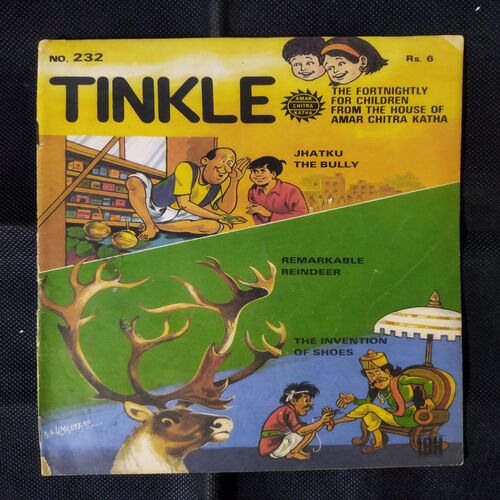 NO. 232
Rs. 6
TINKLE
AMAR
CHITRA
KATHA
THE FORTNIGHTLY
FOR CHILDREN
FROM THE HOUSE OF
AMAR CHITRA KATHA
JHATKU
THE BULLY
REMARKABLE
REINDEER
THE INVENTION
OF SHOES
IBH